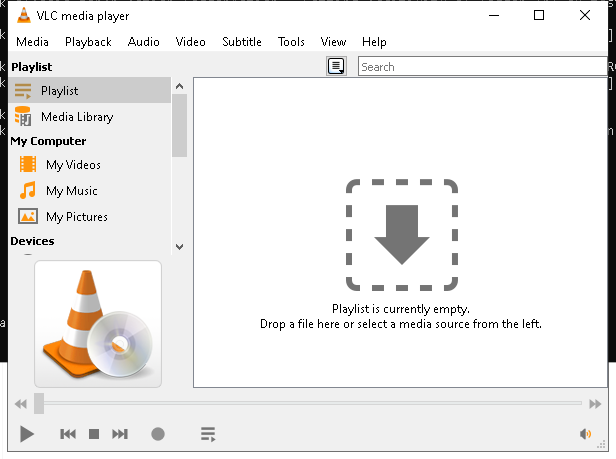 VLC media player
Media Playback Audio Video Subtitle Tools View Help
Playlist
Search
Playlist
Media Library
My Computer
My Videos
My Music
My Pictures
Devices
Playlist is currently empty.
Drop a file here or select a media source from the left.